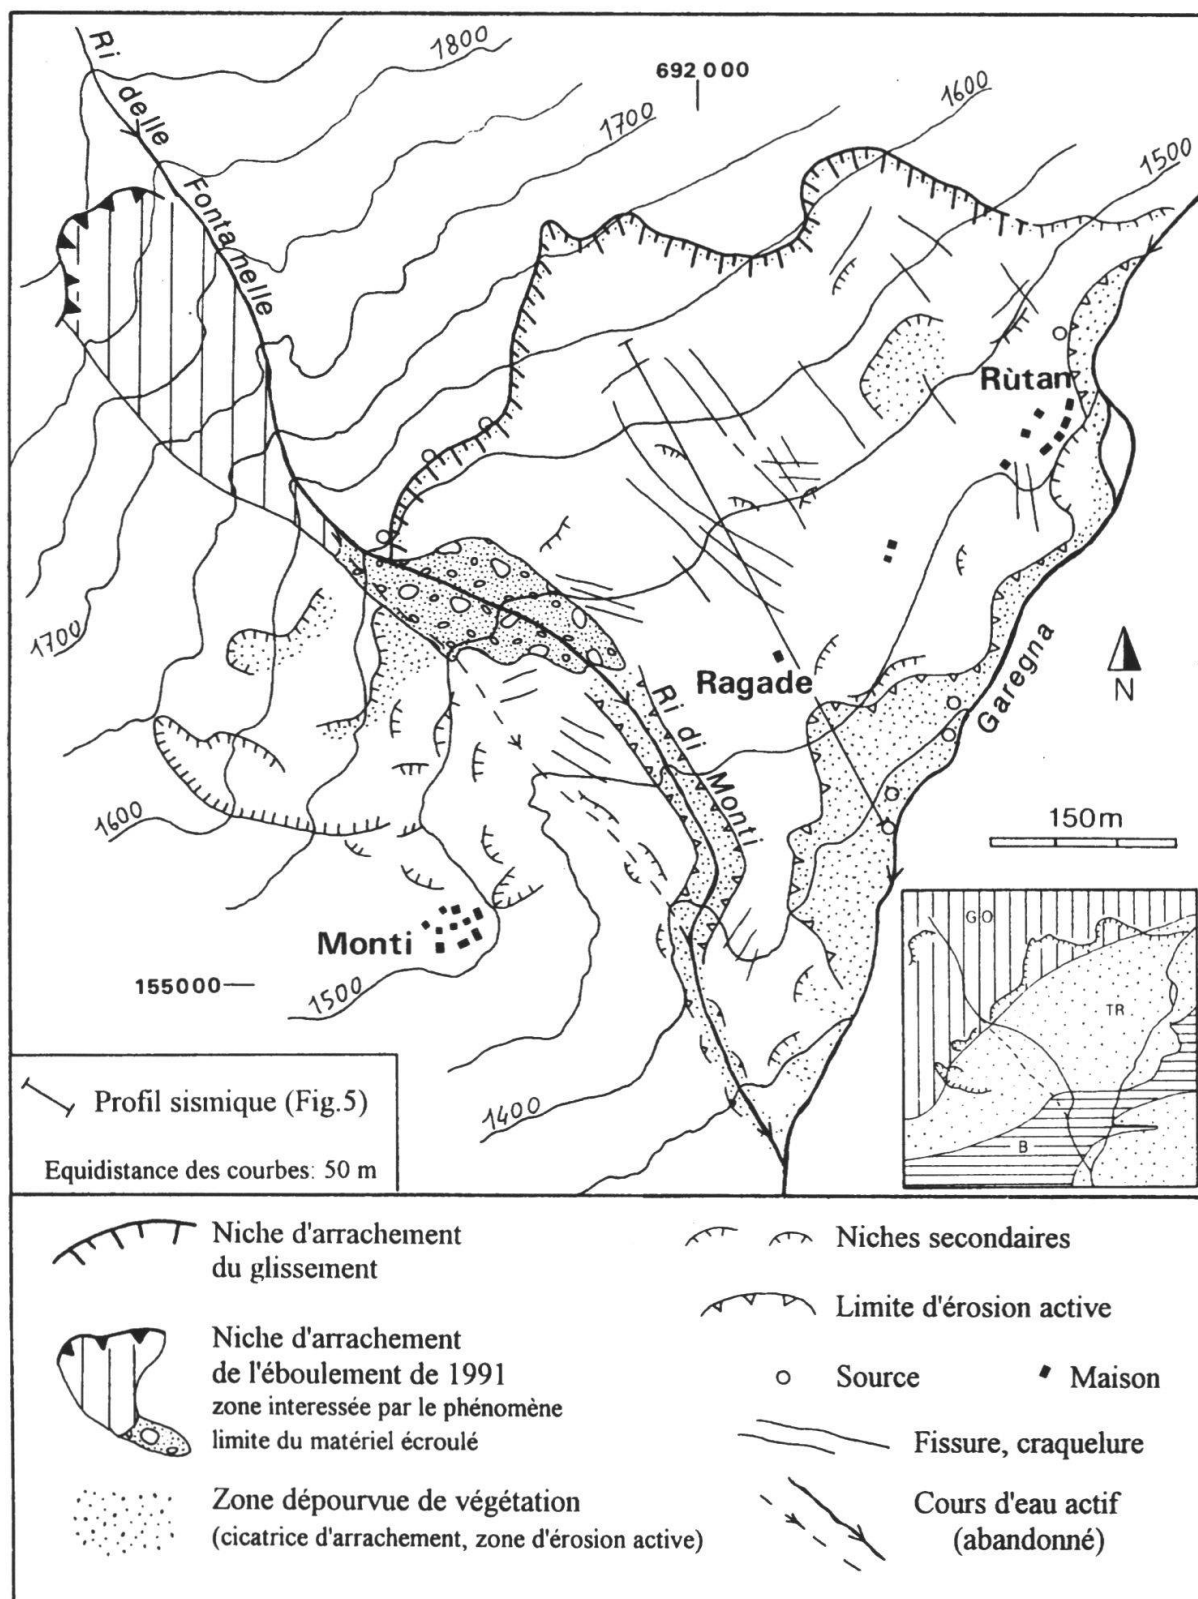 1800
692 000
1700
1600
1500
Ri delle Fontanelle
Rùtan
1700
Ragade
Garegna
N
Ri di Monti
1600
150m
Monti
155000
1500
1400
GO
TR
B
Profil sismique (Fig.5)
Equidistance des courbes: 50 m
Niche d'arrachement
du glissement
Niche d'arrachement
de l'éboulement de 1991
zone interessée par le phénomène
limite du matériel écroulé
Zone dépourvue de végétation
(cicatrice d'arrachement, zone d'érosion active)
Niches secondaires
Limite d'érosion active
Source
Maison
Fissure, craquelure
Cours d'eau actif
(abandonné)